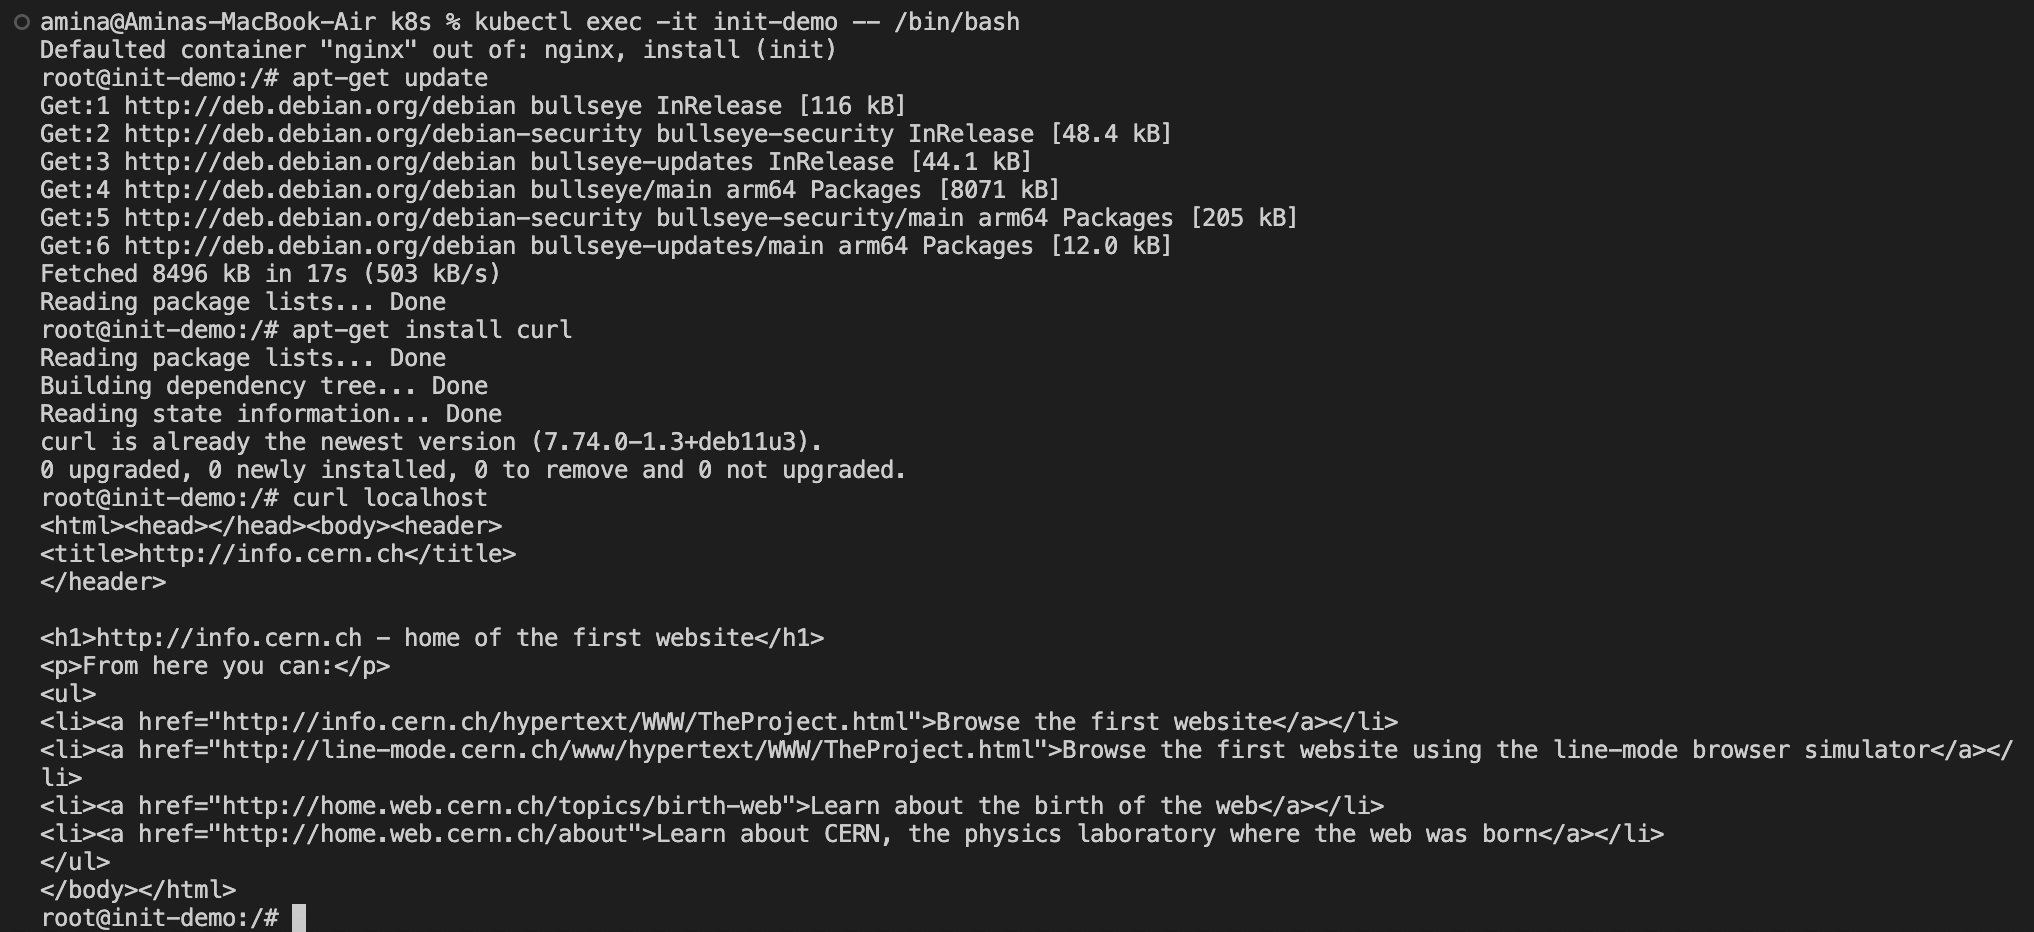 amina@Aminas-MacBook-Air k8s % kubectl exec -it init-demo -- /bin/bash
Defaulted container "nginx" out of: nginx, install (init)
root@init-demo:/# apt-get update
Get:1 http://deb.debian.org/debian bullseye InRelease [116 kB]
Get:2 http://deb.debian.org/debian-security bullseye-security InRelease [48.4 kB]
Get:3 http://deb.debian.org/debian bullseye-updates InRelease [44.1 kB]
Get:4 http://deb.debian.org/debian bullseye/main arm64 Packages [8071 kB]
Get:5 http://deb.debian.org/debian-security bullseye-security/main arm64 Packages [205 kB]
Get:6 http://deb.debian.org/debian bullseye-updates/main arm64 Packages [12.0 kB]
Fetched 8496 kB in 17s (503 kB/s)
Reading package lists... Done
root@init-demo:/# apt-get install curl
Reading package lists... Done
Building dependency tree... Done
Reading state information... Done
curl is already the newest version (7.74.0-1.3+deb11u3).
0 upgraded, 0 newly installed, 0 to remove and 0 not upgraded.
root@init-demo:/# curl localhost
<html><head></head><body><header>
<title>http://info.cern.ch</title>
</header>

<h1>http://info.cern.ch - home of the first website</h1>
<p>From here you can:</p>
<ul>
<li><a href="http://info.cern.ch/hypertext/WWW/TheProject.html">Browse the first website</a></li>
<li><a href="http://line-mode.cern.ch/www/hypertext/WWW/TheProject.html">Browse the first website using the line-mode browser simulator</a></
li>
<li><a href="http://home.web.cern.ch/topics/birth-web">Learn about the birth of the web</a></li>
<li><a href="http://home.web.cern.ch/about">Learn about CERN, the physics laboratory where the web was born</a></li>
</ul>
</body></html>
root@init-demo:/#